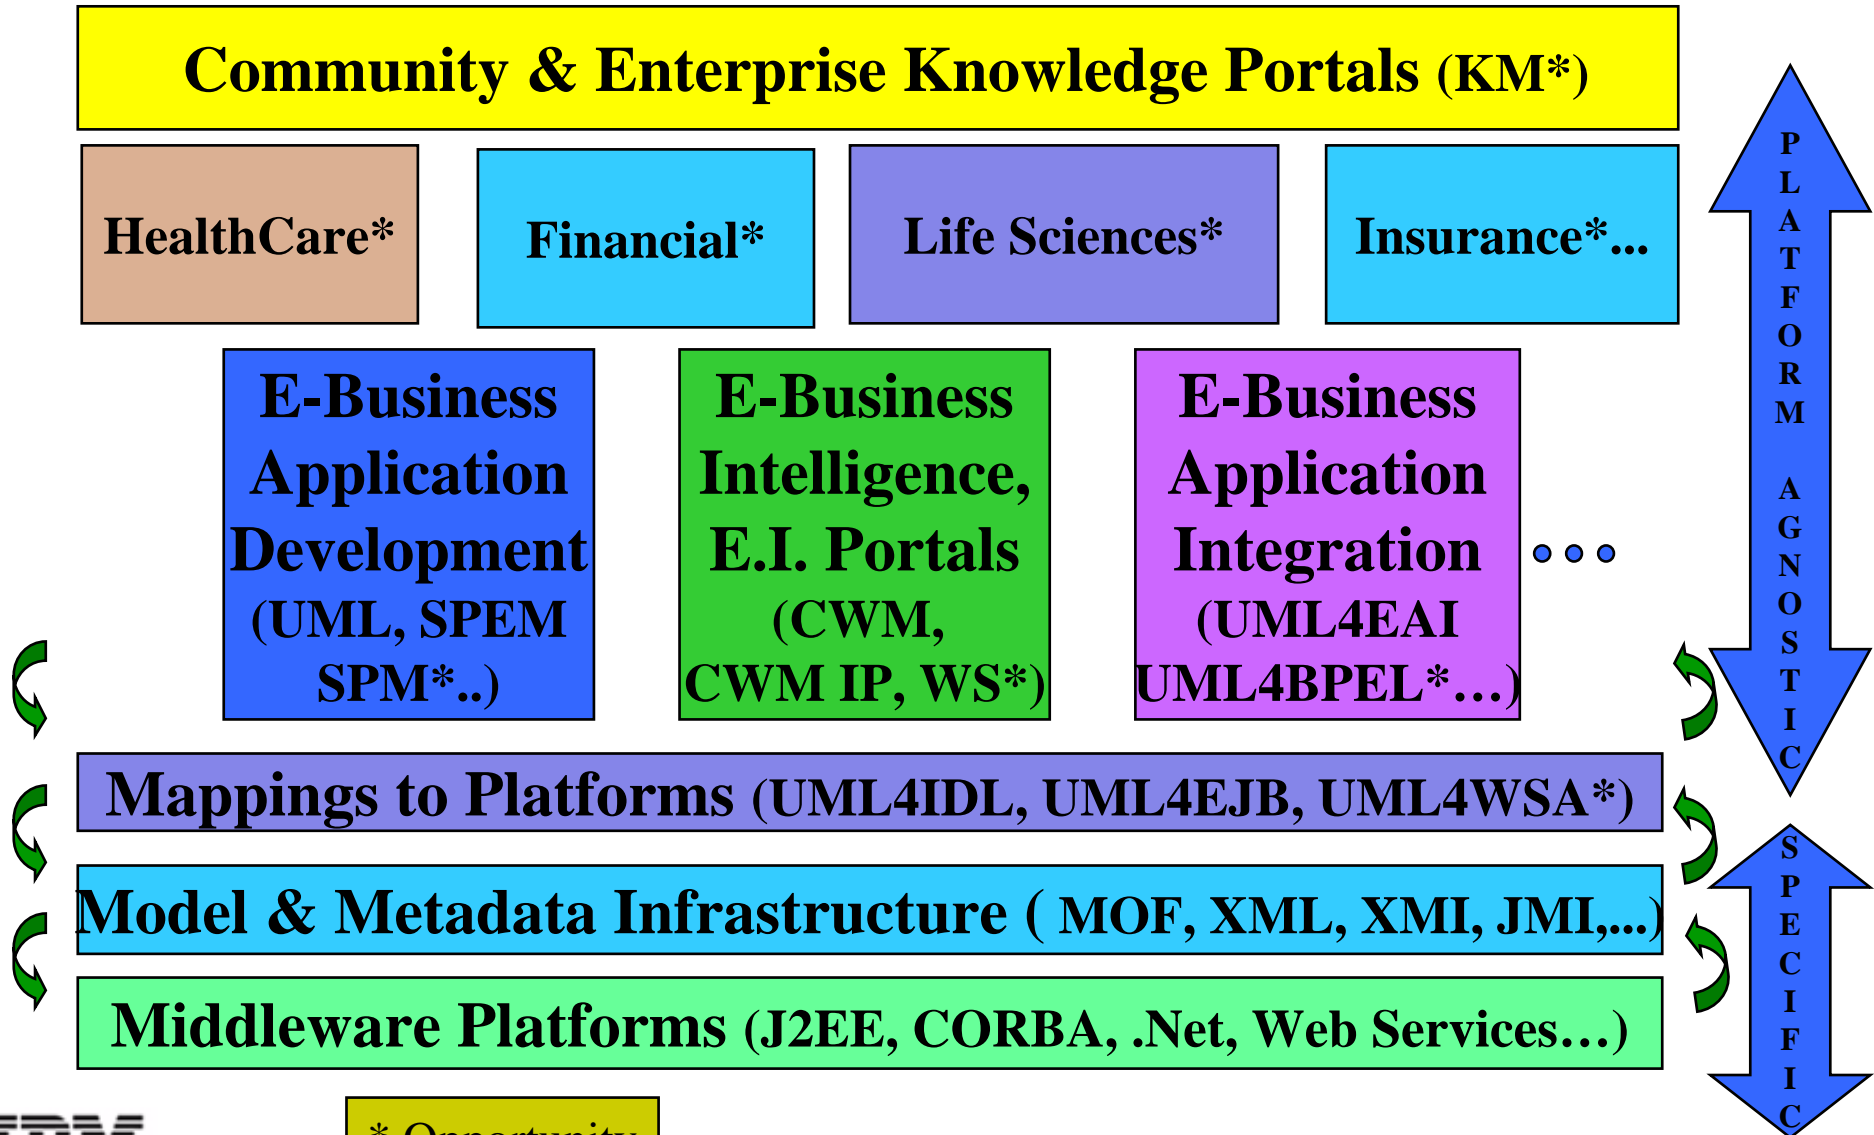 Community & Enterprise Knowledge Portals (KM*)
HealthCare*
Financial*
Life Sciences*
Insurance*...
E-Business
Application
Development
(UML, SPEM
SPM*..)
E-Business
Intelligence,
E.I. Portals
(CWM,
CWM IP, WS*)
E-Business
Application
Integration
(UML4EAI
UML4BPEL*…)
Mappings to Platforms (UML4IDL, UML4EJB, UML4WSA*)
Model & Metadata Infrastructure ( MOF, XML, XMI, JMI,...)
Middleware Platforms (J2EE, CORBA, .Net, Web Services…)
PLATFORM AGNOSTIC
SPECIFIC
IBM
* Opportunity